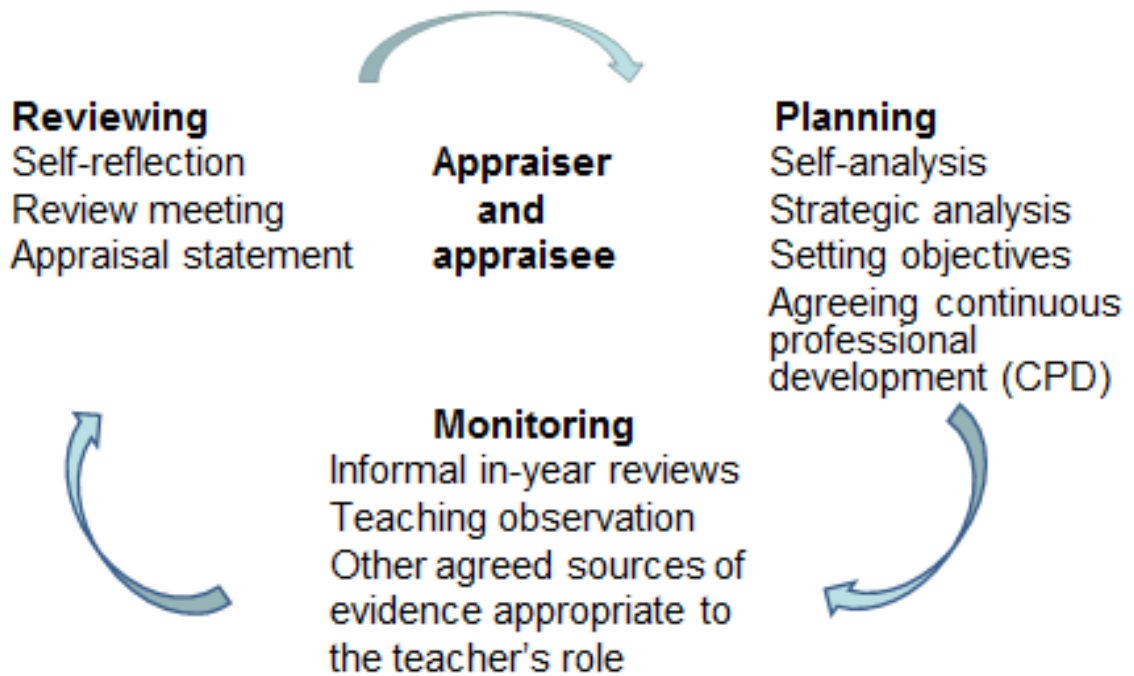 Reviewing
Self-reflection
Review meeting
Appraisal statement
Appraiser
and
appraisee
Planning
Self-analysis
Strategic analysis
Setting objectives
Agreeing continuous
professional
development (CPD)
Monitoring
Informal in-year reviews
Teaching observation
Other agreed sources of
evidence appropriate to
the teacher's role